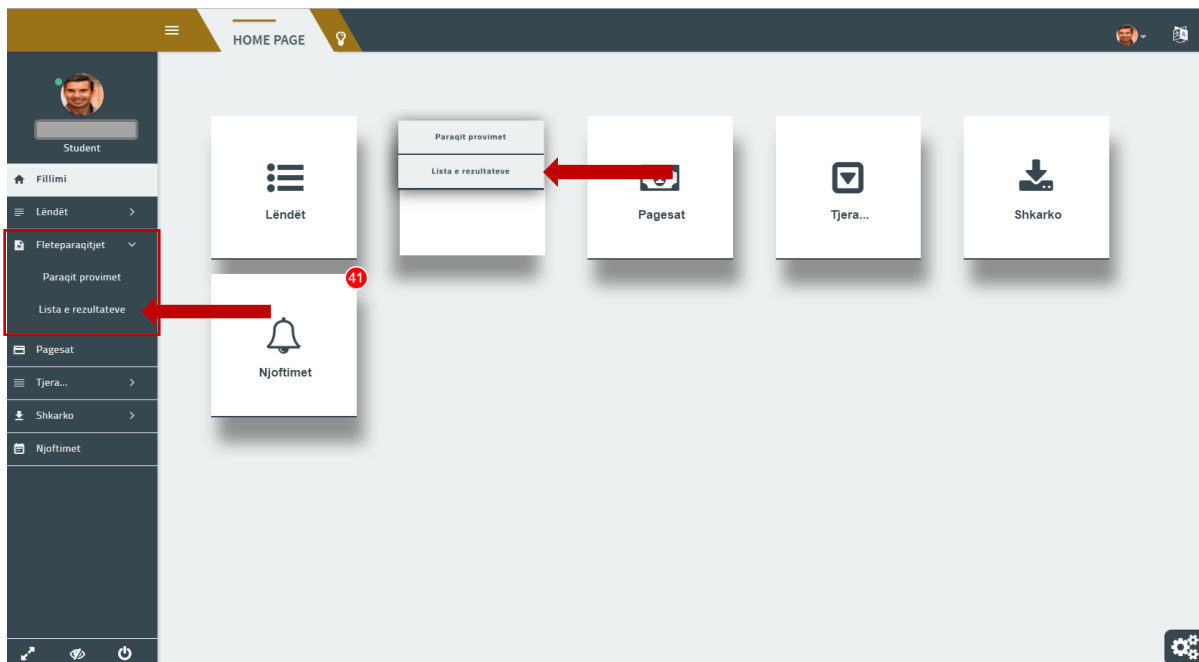 HOME PAGE
Student
Fillimi
Lëndët
Fleteparaqitjet
Paraqit provimet
Lista e rezultateve
Pagesat
Tjera...
Shkarko
Njoftimet
Lëndët
Paraqit provimet
Lista e rezultateve
Pagesat
Tjera...
Shkarko
41
Njoftimet